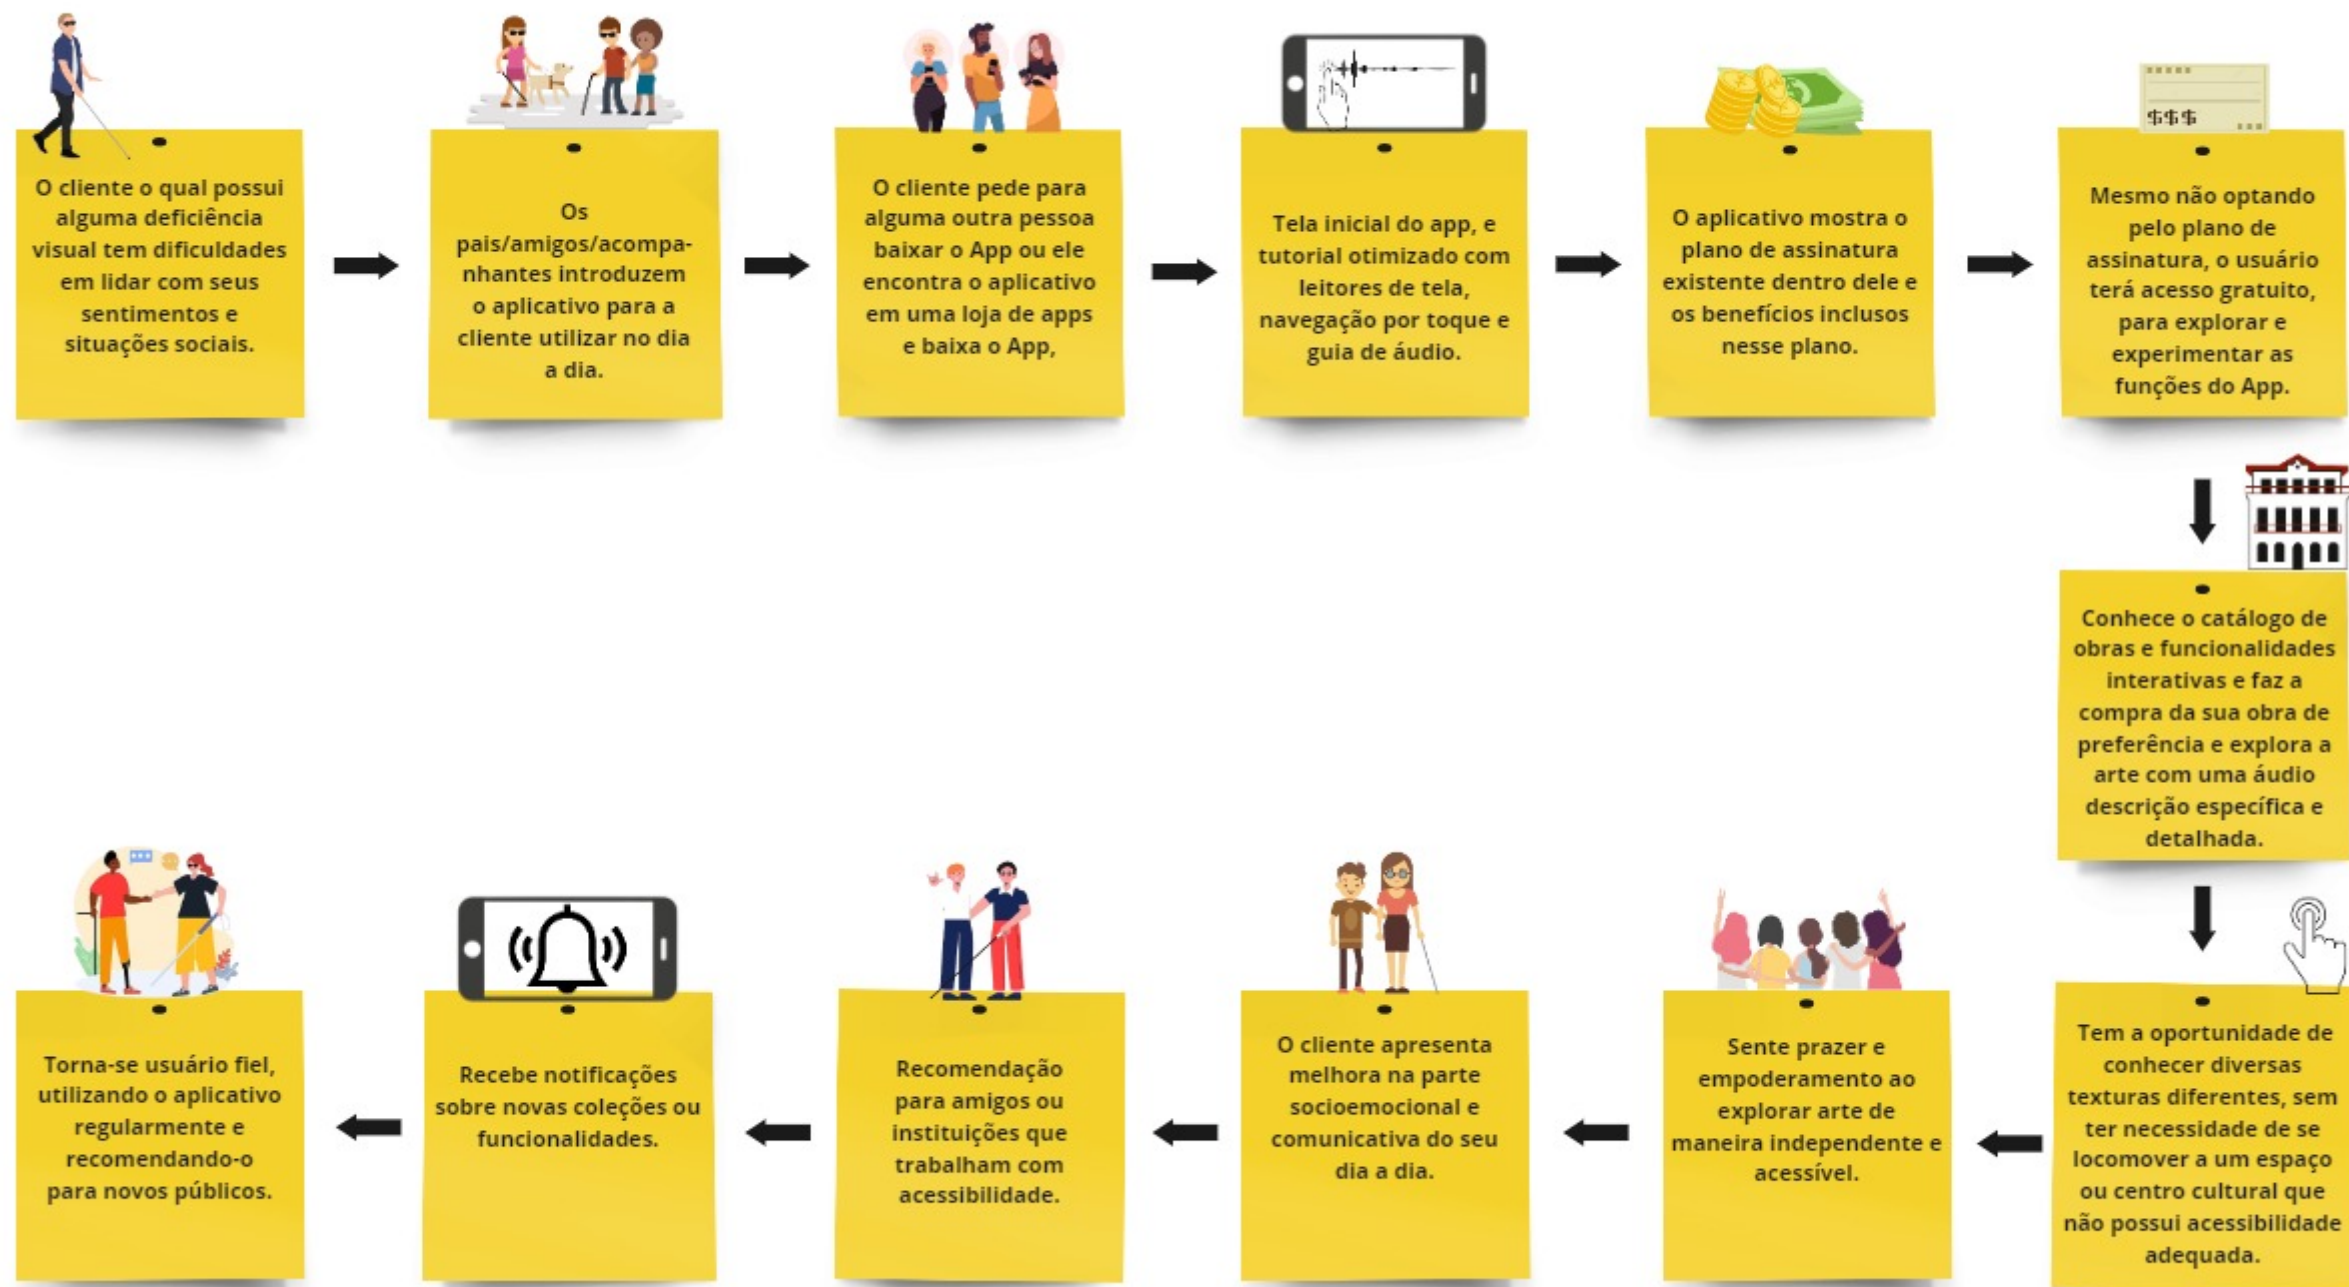 O cliente o qual possui
alguma deficiência
visual tem dificuldades
em lidar com seus
sentimentos e
situações sociais.
Os
pais/amigos/acompa-
nhantes introduzem
o aplicativo para a
cliente utilizar no dia
a dia.
O cliente pede para
alguma outra pessoa
baixar o App ou ele
encontra o aplicativo
em uma loja de apps
e baixa o App,
Tela inicial do app, e
tutorial otimizado com
leitores de tela,
navegação por toque e
guia de áudio.
O aplicativo mostra o
plano de assinatura
existente dentro dele e
os benefícios inclusos
nesse plano.
$$$
Mesmo não optando
pelo plano de
assinatura, o usuário
terá acesso gratuito,
para explorar e
experimentar as
funções do App.
Conhece o catálogo de
obras e funcionalidades
interativas e faz a
compra da sua obra de
preferência e explora a
arte com uma áudio
descrição específica e
detalhada.
Tem a oportunidade de
conhecer diversas
texturas diferentes, sem
ter necessidade de se
locomover a um espaço
ou centro cultural que
não possui acessibilidade
adequada.
Sente prazer e
empoderamento ao
explorar arte de
maneira independente e
acessível.
O cliente apresenta
melhora na parte
socioemocional e
comunicativa do seu
dia a dia.
Recomendação
para amigos ou
instituições que
trabalham com
acessibilidade.
Recebe notificações
sobre novas coleções ou
funcionalidades.
Torna-se usuário fiel,
utilizando o aplicativo
regularmente e
recomendando-o
para novos públicos.